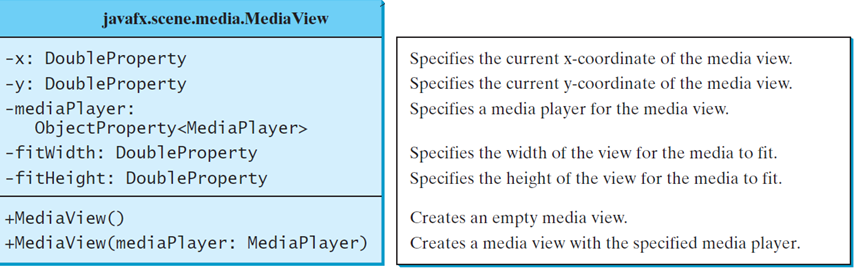 javafx.scene.media.MediaView
-x: DoubleProperty
-y: DoubleProperty
-mediaPlayer:
ObjectProperty<MediaPlayer>
-fitWidth: DoubleProperty
-fitHeight: DoubleProperty
+MediaView()
+MediaView(mediaPlayer: MediaPlayer)
Specifies the current x-coordinate of the media view.
Specifies the current y-coordinate of the media view.
Specifies a media player for the media view.
Specifies the width of the view for the media to fit.
Specifies the height of the view for the media to fit.
Creates an empty media view.
Creates a media view with the specified media player.